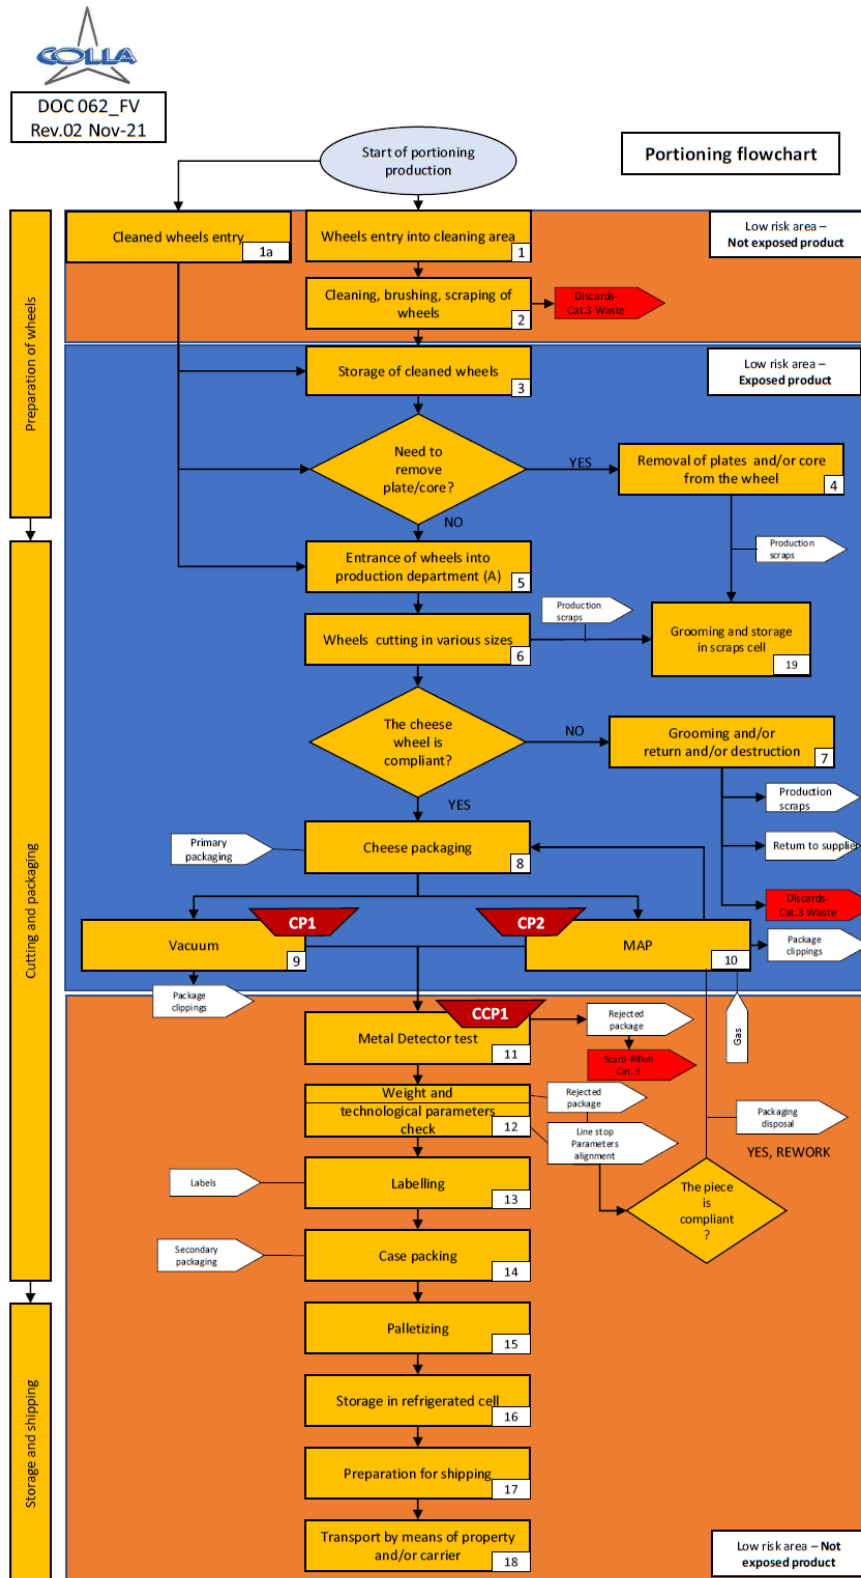 COLLA
DOC 062_FV
Rev.02 Nov-21
Portioning flowchart
Start of portioning
production
Preparation of wheels
Cleaned wheels entry
1a
Wheels entry into cleaning area
1
Low risk area –
Not exposed product
Cleaning, brushing, scraping of
wheels
2
Discards-
Cat.3 Waste
Storage of cleaned wheels
3
Low risk area –
Exposed product
Need to
remove
plate/core?
YES
Removal of plates and/or core
from the wheel
4
NO
Production
scraps
Cutting and packaging
Entrance of wheels into
production department (A)
5
Production
scraps
Wheels cutting in various sizes
6
Grooming and storage
in scraps cell
19
The cheese
wheel is
compliant?
NO
Grooming and/or
return and/or destruction
7
YES
Production
scraps
Primary
packaging
Cheese packaging
8
Return to supplier
Discards-
Cat.3 Waste
CP1
CP2
Vacuum
9
MAP
10
Package
clippings
Package
clippings
Gas
CCP1
Metal Detector test
11
Rejected
package
Scarti-Rifiuti
Cat. 3
Weight and
technological parameters
check
12
Rejected
package
Line stop
Parameters
alignment
Packaging
disposal
YES, REWORK
Labels
Labelling
13
The piece
is
compliant
?
Secondary
packaging
Case packing
14
Storage and shipping
Palletizing
15
Storage in refrigerated cell
16
Preparation for shipping
17
Transport by means of property
and/or carrier
18
Low risk area – Not
exposed product